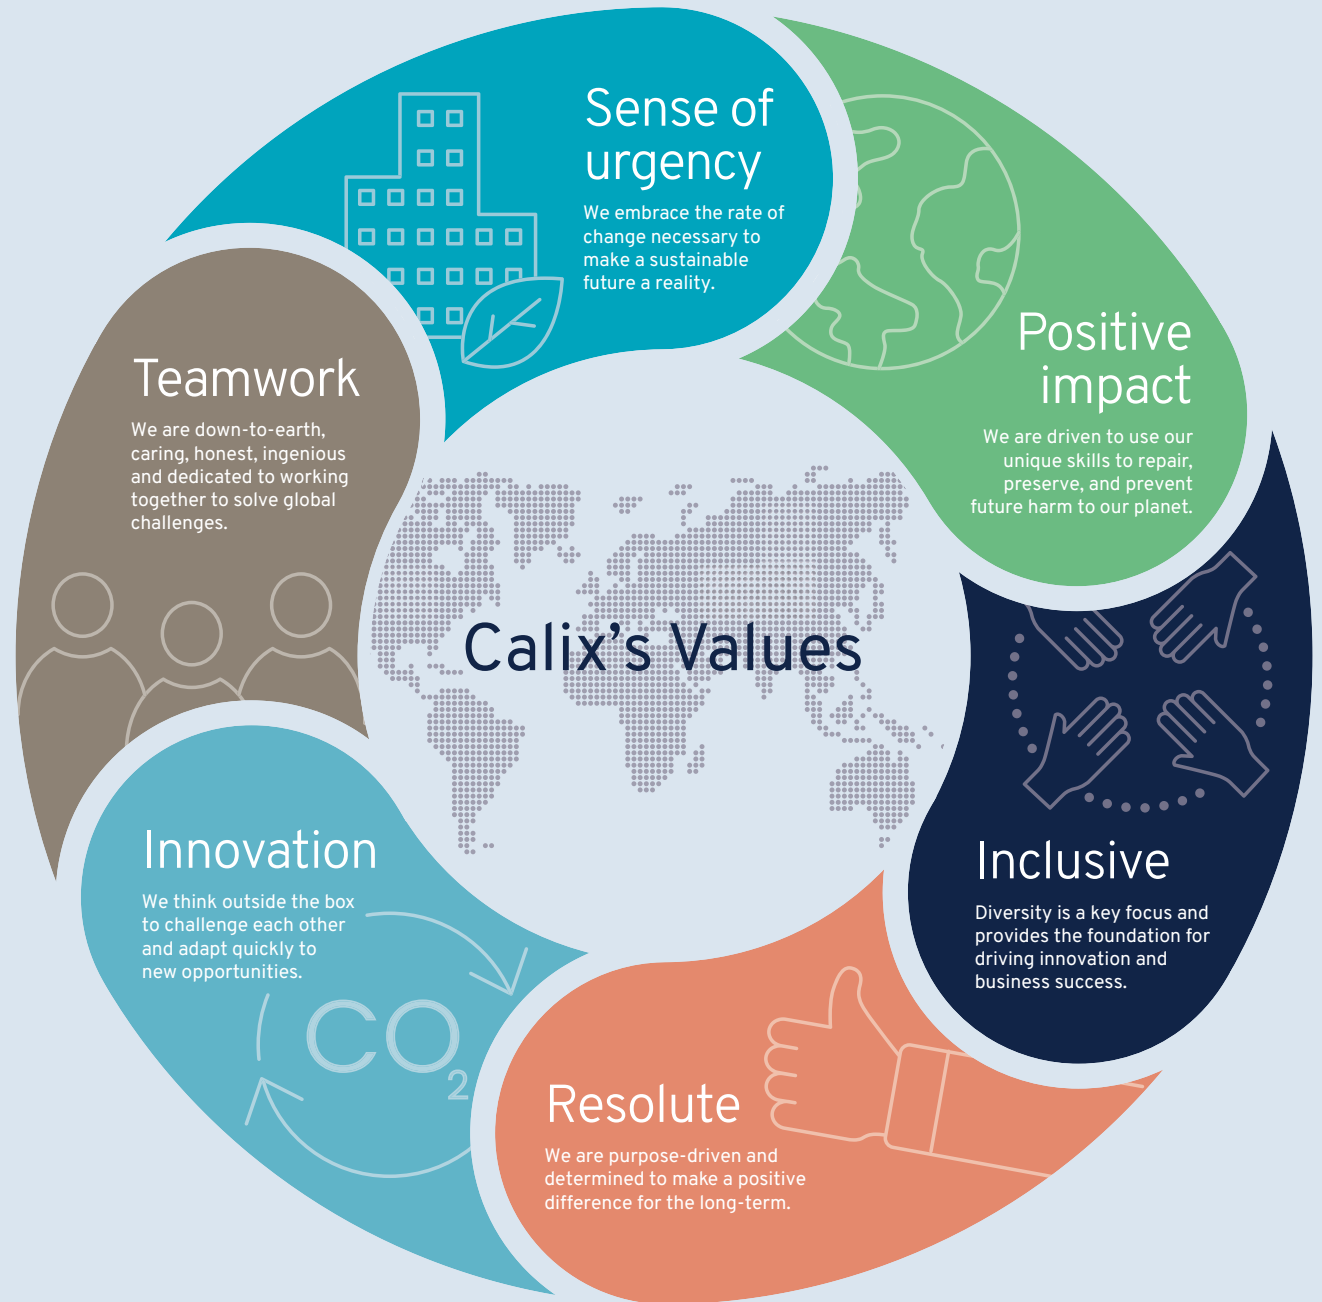 Sense of
urgency
We embrace the rate of
change necessary to
make a sustainable
future a reality.
Positive
impact
We are driven to use our
unique skills to repair,
preserve, and prevent
future harm to our planet.
Teamwork
We are down-to-earth,
caring, honest, ingenious
and dedicated to working
together to solve global
challenges.
Calix's Values
Inclusive
Diversity is a key focus and
provides the foundation for
driving innovation and
business success.
Innovation
We think outside the box
to challenge each other
and adapt quickly to
new opportunities.
CO2
Resolute
We are purpose-driven and
determined to make a positive
difference for the long-term.